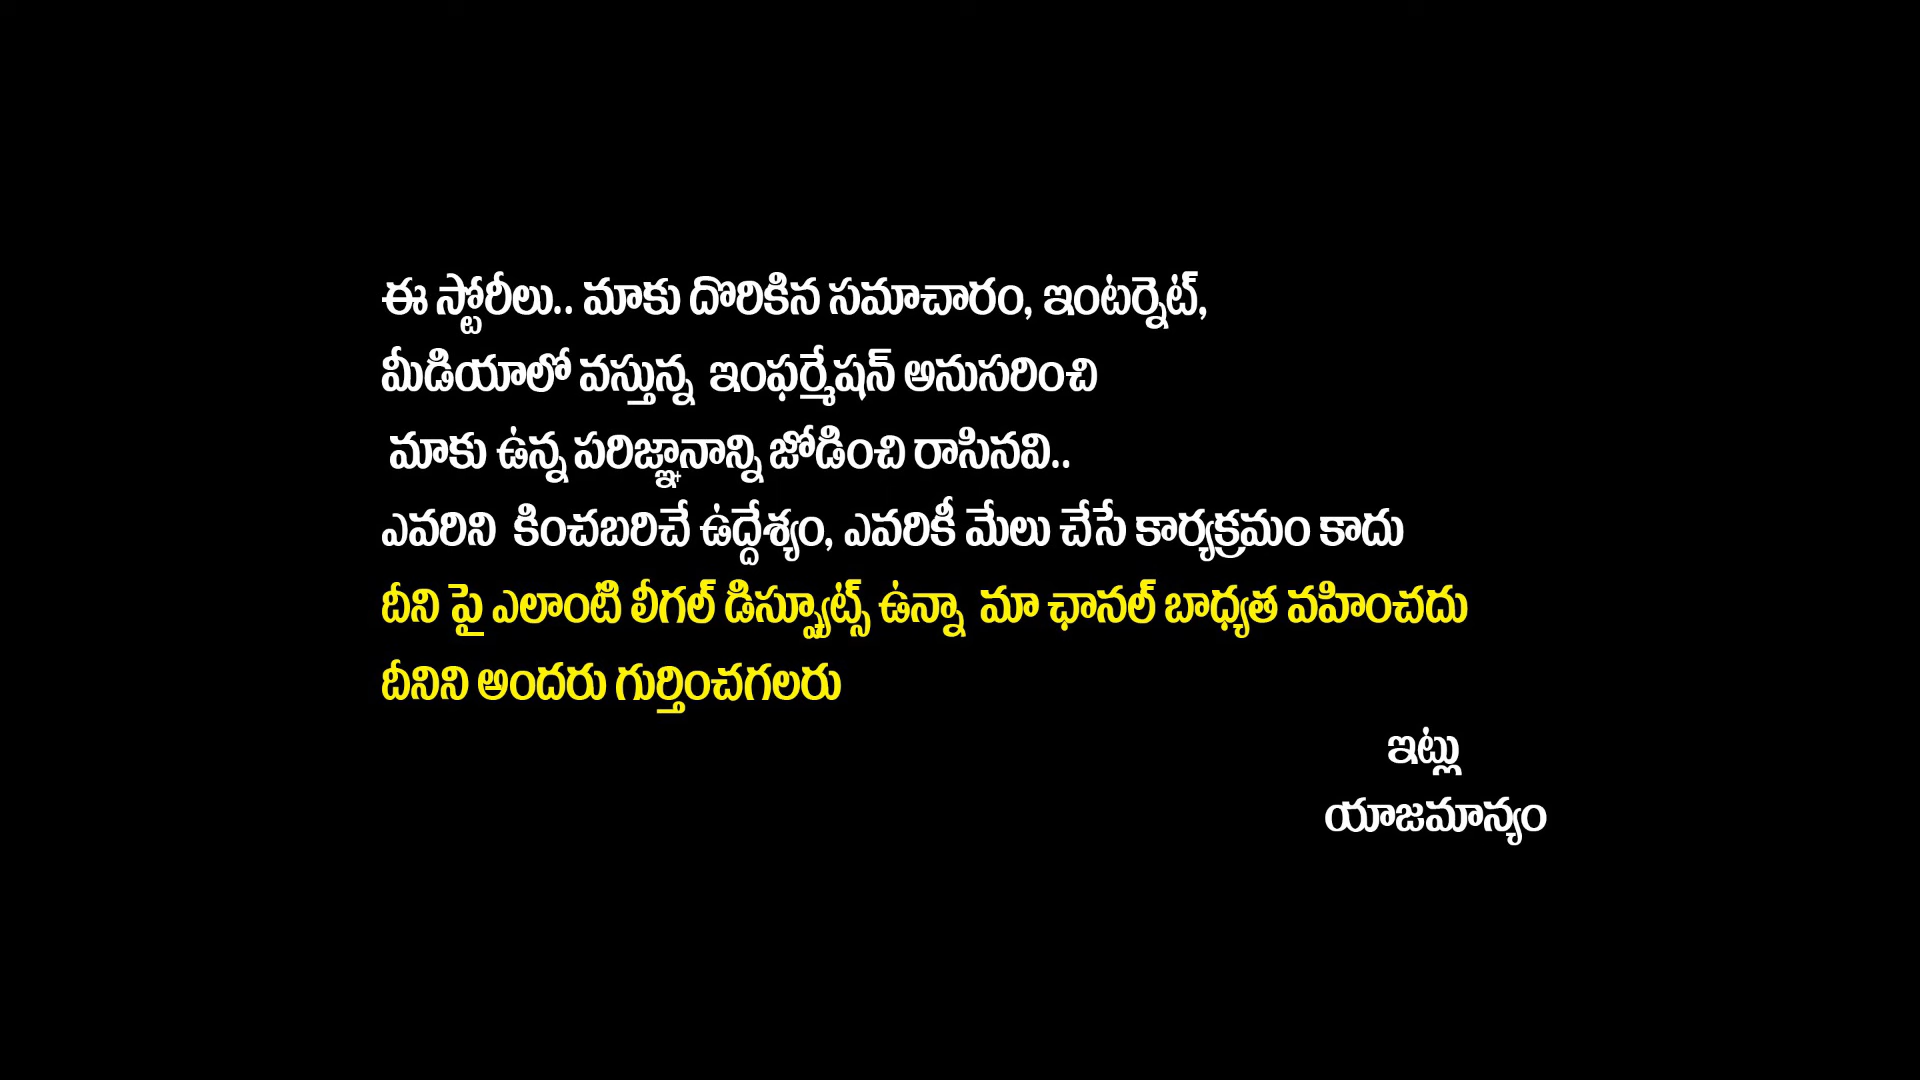 ఈ స్టోరీలు.. మాకు దొరికిన సమాచారం, ఇంటర్నెట్,
మీడియాలో వస్తున్న ఇంఫర్మేషన్ అనుసరించి
మాకు ఉన్న పరిజ్ఞానాన్ని జోడించి రాసినవి..
ఎవరిని కించబరిచే ఉద్దేశ్యం, ఎవరికీ మేలు చేసే కార్యక్రమం కాదు
దీని పై ఎలాంటి లీగల్ డిస్ప్యూట్స్ ఉన్నా మా ఛానల్ బాధ్యత వహించదు
దీనిని అందరు గుర్తించగలరు
ఇట్లు
యాజమాన్యం